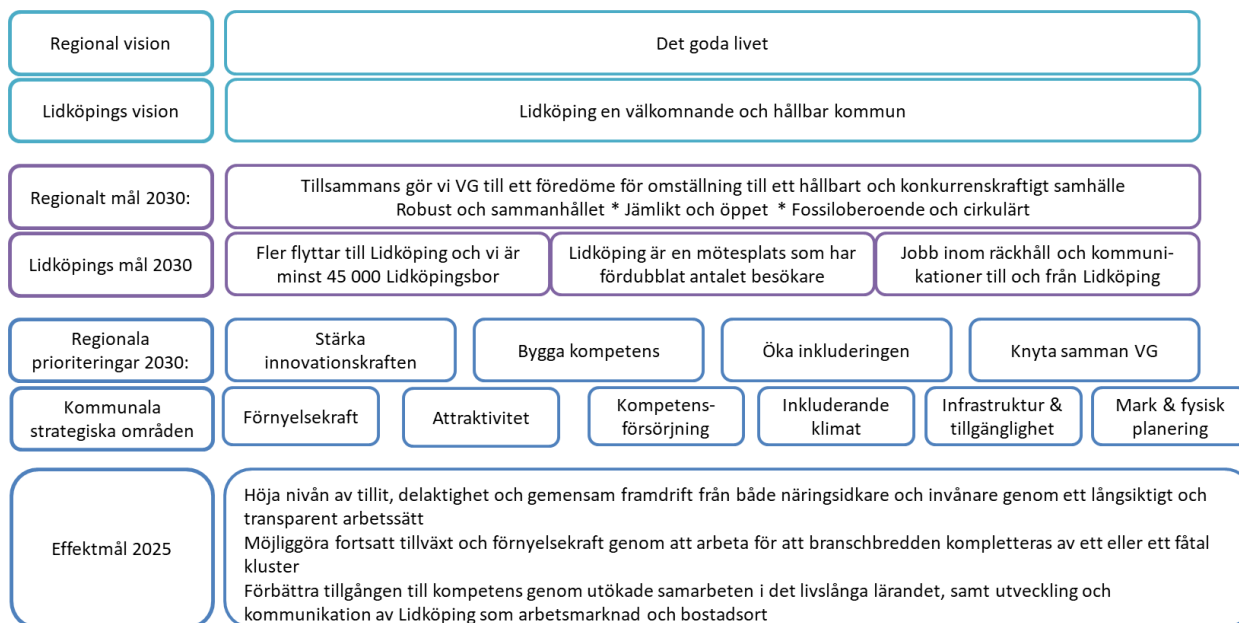 Regional vision
Det goda livet
Lidköpings vision
Lidköping en välkomnande och hållbar kommun
Regionalt mål 2030:
Tillsammans gör vi VG till ett föredöme för omställning till ett hållbart och konkurrenskraftigt samhälle
Robust och sammanhållet * Jämlikt och öppet * Fossiloberoende och cirkulärt
Lidköpings mål 2030
Fler flyttar till Lidköping och vi är
minst 45 000 Lidköpingsbor
Lidköping är en mötesplats som har
fördubblat antalet besökare
Jobb inom räckhåll och kommuni-
kationer till och från Lidköping
Regionala
prioriteringar 2030:
Stärka
innovationskraften
Bygga kompetens
Öka inkluderingen
Knyta samman VG
Kommunala
strategiska områden
Förnyelsekraft
Attraktivitet
Kompetens-
försörjning
Inkluderande
klimat
Infrastruktur &
tillgänglighet
Mark & fysisk
planering
Effektmål 2025
Höja nivån av tillit, delaktighet och gemensam framdrift från både näringsidkare och invånare genom ett långsiktigt och
transparent arbetssätt
Möjliggöra fortsatt tillväxt och förnyelsekraft genom att arbeta för att branschbredden kompletteras av ett eller ett fåtal
kluster
Förbättra tillgången till kompetens genom utökade samarbeten i det livslånga lärandet, samt utveckling och
kommunikation av Lidköping som arbetsmarknad och bostadsort